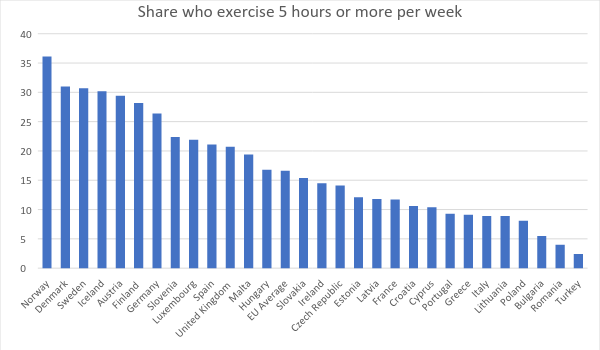 Share who exercise 5 hours or more per week
40
35
30
25
20
15
10
5
0
Norway
Denmark
Sweden
Iceland
Austria
Finland
Germany
Slovenia
Luxembourg
Spain
United Kingdom
Malta
Hungary
EU Average
Slovakia
Ireland
Czech Republic
Estonia
Latvia
France
Croatia
Cyprus
Portugal
Greece
Italy
Lithuania
Poland
Bulgaria
Romania
Turkey